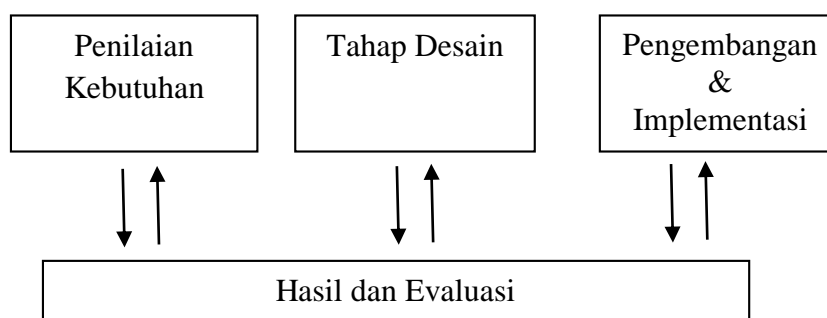 Penilaian
Kebutuhan
Tahap Desain
Pengembangan
&
Implementasi
Hasil dan Evaluasi